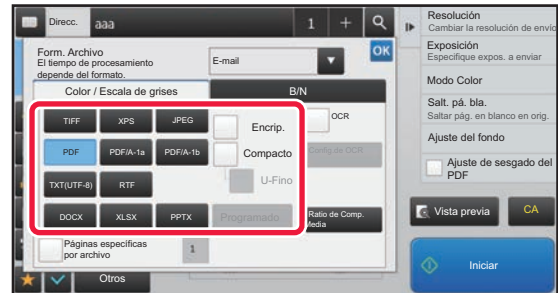 Direcc.
aaa
1
+
Form. Archivo
El tiempo de procesamiento
depende del formato.
E-mail
OK
Color / Escala de grises
B/N
TIFF
XPS
JPEG
Encrip.
OCR
PDF
PDF/A-1a
PDF/A-1b
Compacto
Config de OCR
TXT(UTF-8)
RTF
U-Fino
DOCX
XLSX
PPTX
Programado
Ratio de Comp.
Media
Páginas específicas
por archivo
1
Otros
Resolución
Cambiar la resolución de envío
Exposición
Especifique expos. a enviar
Modo Color
Salt. pá. bla.
Saltar pág. en blanco en orig.
Ajuste del fondo
Ajuste de sesgado del
PDF
Vista previa
CA
Iniciar